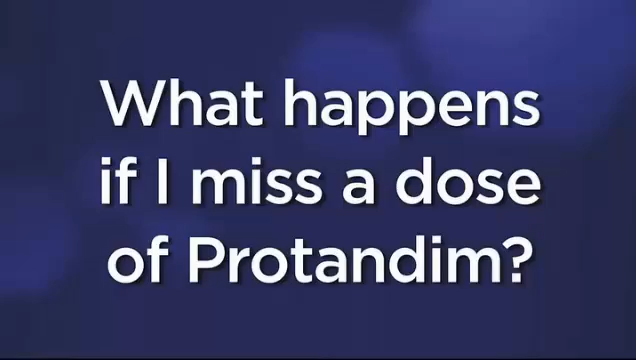 What happens
if I miss a dose
of Protandim?